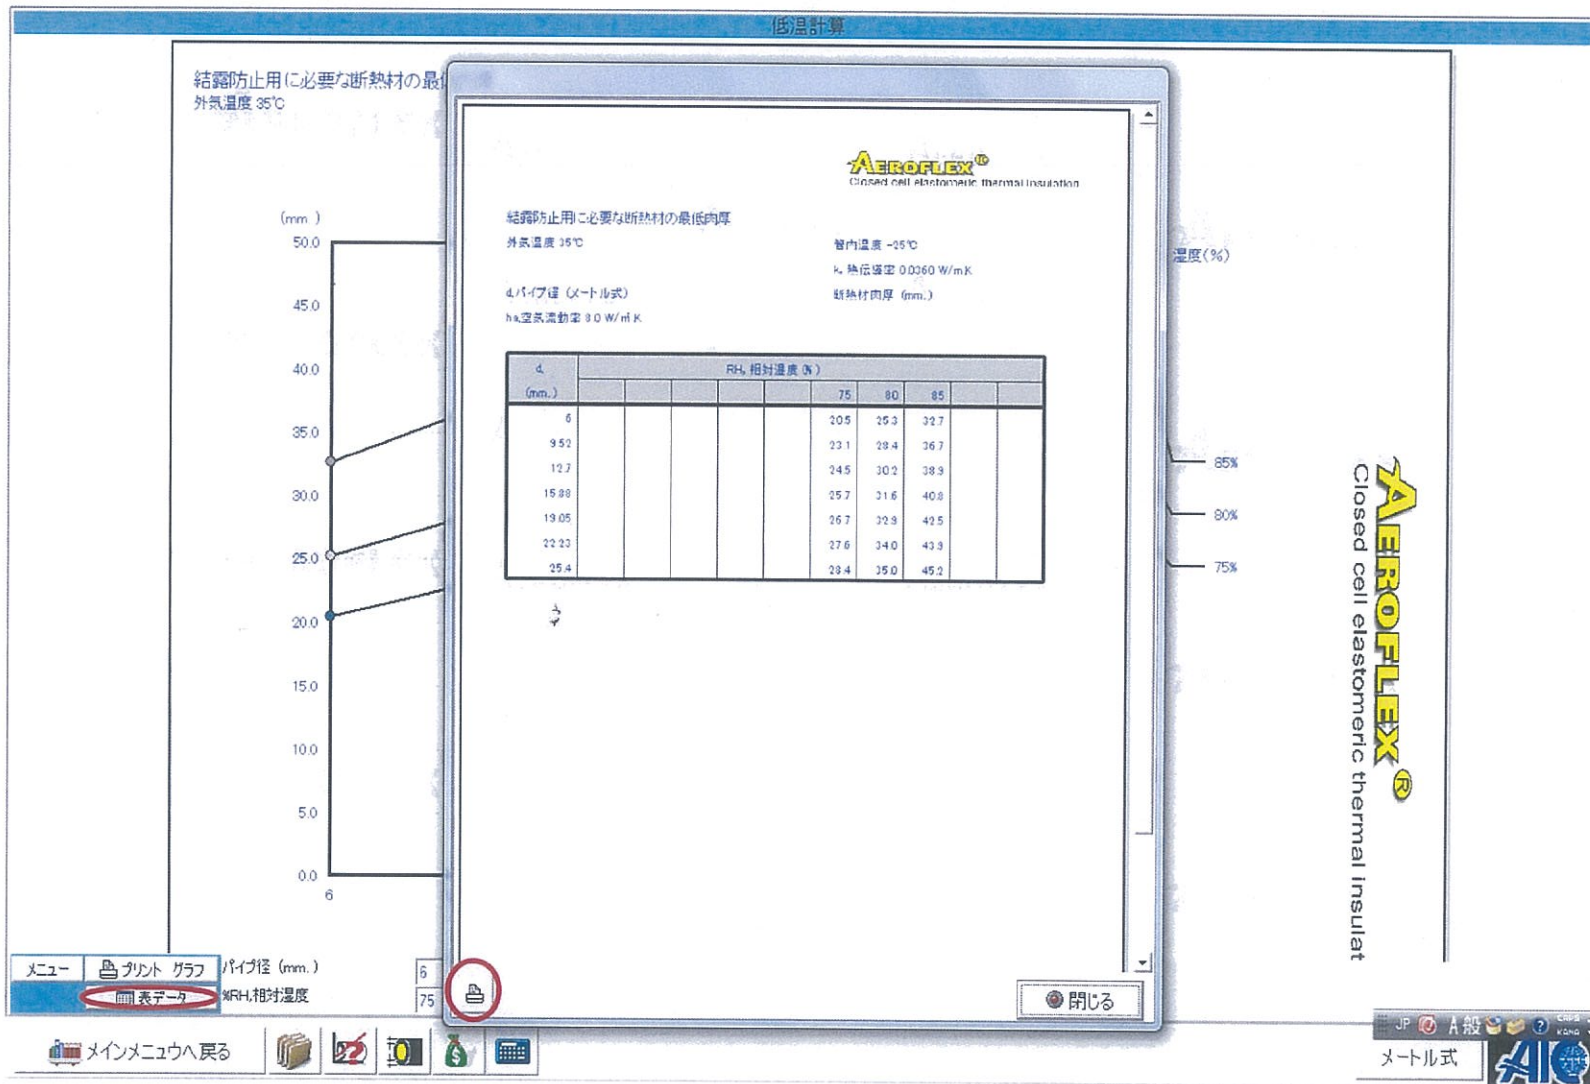 低温計算
結露防止用に必要な断熱材の最
外気温度 35℃
(mm )
50.0
45.0
40.0
35.0
30.0
25.0
20.0
15.0
10.0
5.0
0.0
6
AEROFLEX®
Closed cell elastomeric thermal insulation
結露防止用に必要な断熱材の最低肉厚
外気温度 35℃
管内温度 -25℃
k, 熱伝導率 0.0360 W/mK
d,パイプ径 (メートル式)
断熱材肉厚 (mm.)
ha,空気流動率 8.0 W/㎡K
d, RH, 相対湿度 (%)
(mm.) 75 80 85
6 20.5 25.3 32.7
9.52 23.1 28.4 36.7
12.7 24.5 30.2 38.9
15.88 25.7 31.6 40.8
19.05 26.7 32.9 42.5
22.23 27.6 34.0 43.9
25.4 28.4 35.0 45.2
湿度(%)
85%
80%
75%
AEROFLEX®
Closed cell elastomeric thermal insulat
メニュー
プリント グラフ
表データ
パイプ径 (mm.)
6
%RH,相対湿度
75
閉じる
メインメニュウへ戻る
JP
A 般
CAPS
KANA
メートル式